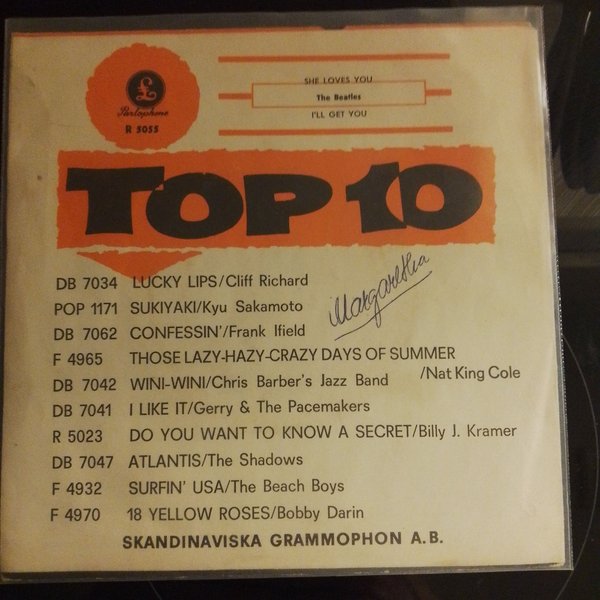 SHE LOVES YOU
The Beatles
I'LL GET YOU
£
Parlophone
R 5055
TOP 10
DB 7034 LUCKY LIPS/Cliff Richard
POP 1171 SUKIYAKI/Kyu Sakamoto
Margaretha
DB 7062 CONFESSIN'/Frank Ifield
F 4965 THOSE LAZY-HAZY-CRAZY DAYS OF SUMMER
/Nat King Cole
DB 7042 WINI-WINI/Chris Barber's Jazz Band
DB 7041 I LIKE IT/Gerry & The Pacemakers
R 5023 DO YOU WANT TO KNOW A SECRET/Billy J. Kramer
DB 7047 ATLANTIS/The Shadows
F 4932 SURFIN' USA/The Beach Boys
F 4970 18 YELLOW ROSES/Bobby Darin
SKANDINAVISKA GRAMMOPHON A.B.